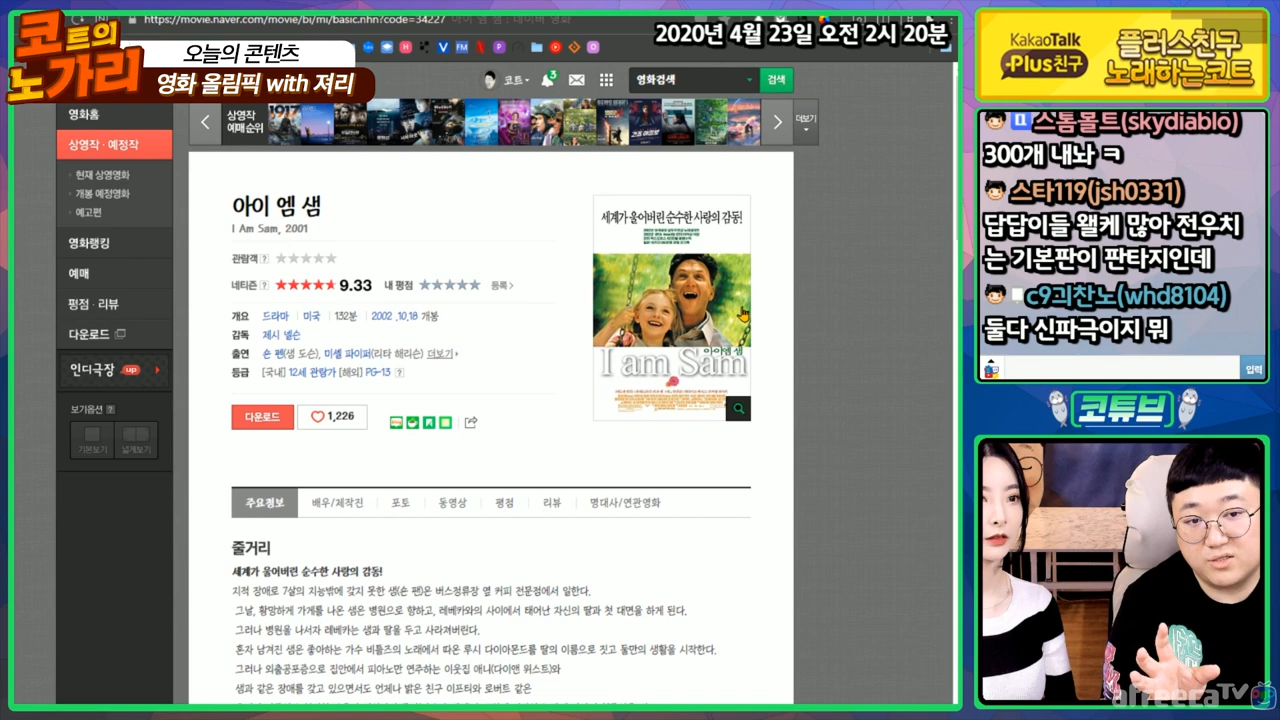 https://movie.naver.com/movie/bi/mi/basic.nhn?code=34227 아이 엠 샘 : 네이버 영화
코트의
노가리
오늘의 콘텐츠
영화 올림픽 with 져리
2020년 4월 23일 오전 2시 20분
코트
3
영화검색
검색
영화홈
상영작·예정작
현재 상영영화
개봉 예정영화
예고편
영화랭킹
예매
평점·리뷰
다운로드
인디극장 up
보기옵션 ?
기본보기
넓게보기
상영작
예매순위
1917
더보기
아이 엠 샘
I Am Sam, 2001
관람객 ?
네티즌 ? 9.33 내 평점 등록
개요 드라마 | 미국 | 132분 | 2002 .10.18 개봉
감독 제시 넬슨
출연 숀 펜(샘 도슨), 미셸 파이퍼(리타 해리슨) 더보기
등급 [국내] 12세 관람가 [해외] PG-13 ?
다운로드
1,226
세계가 울어버린 순수한 사랑의 감동!
아이 엠 샘
I am Sam
주요정보
배우/제작진
포토
동영상
평점
리뷰
명대사/연관영화
줄거리
세계가 울어버린 순수한 사랑의 감동!
지적 장애로 7살의 지능밖에 갖지 못한 샘(숀 펜)은 버스정류장 옆 커피 전문점에서 일한다.
그날, 황망하게 가게를 나온 샘은 병원으로 향하고, 레베카와의 사이에서 태어난 자신의 딸과 첫 대면을 하게 된다.
그러나 병원을 나서자 레베카는 샘과 딸을 두고 사라져버린다.
혼자 남겨진 샘은 좋아하는 가수 비틀즈의 노래에서 따온 루시 다이아몬드를 딸의 이름으로 짓고 둘만의 생활을 시작한다.
그러나 외출공포증으로 집안에서 피아노만 연주하는 이웃집 애니(다이앤 위스트)와
샘과 같은 장애를 갖고 있으면서도 언제나 밝은 친구 이프티와 로버트 같은
KakaoTalk
Plus친구
플러스친구
노래하는코트
스톰몰트(skydiablo)
300개 내놔 ㅋ
스타119(jsh0331)
답답이들 왤케 많아 전우치
는 기본판이 판타지인데
c9긔찬노(whd8104)
둘다 신파극이지 뭐
입력
코튜브
afreecaTV